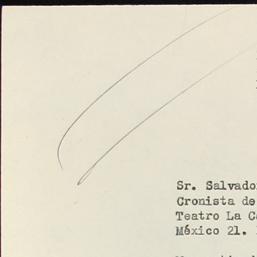 Sr. Salvado
Cronista de
Teatro La C
México 21.